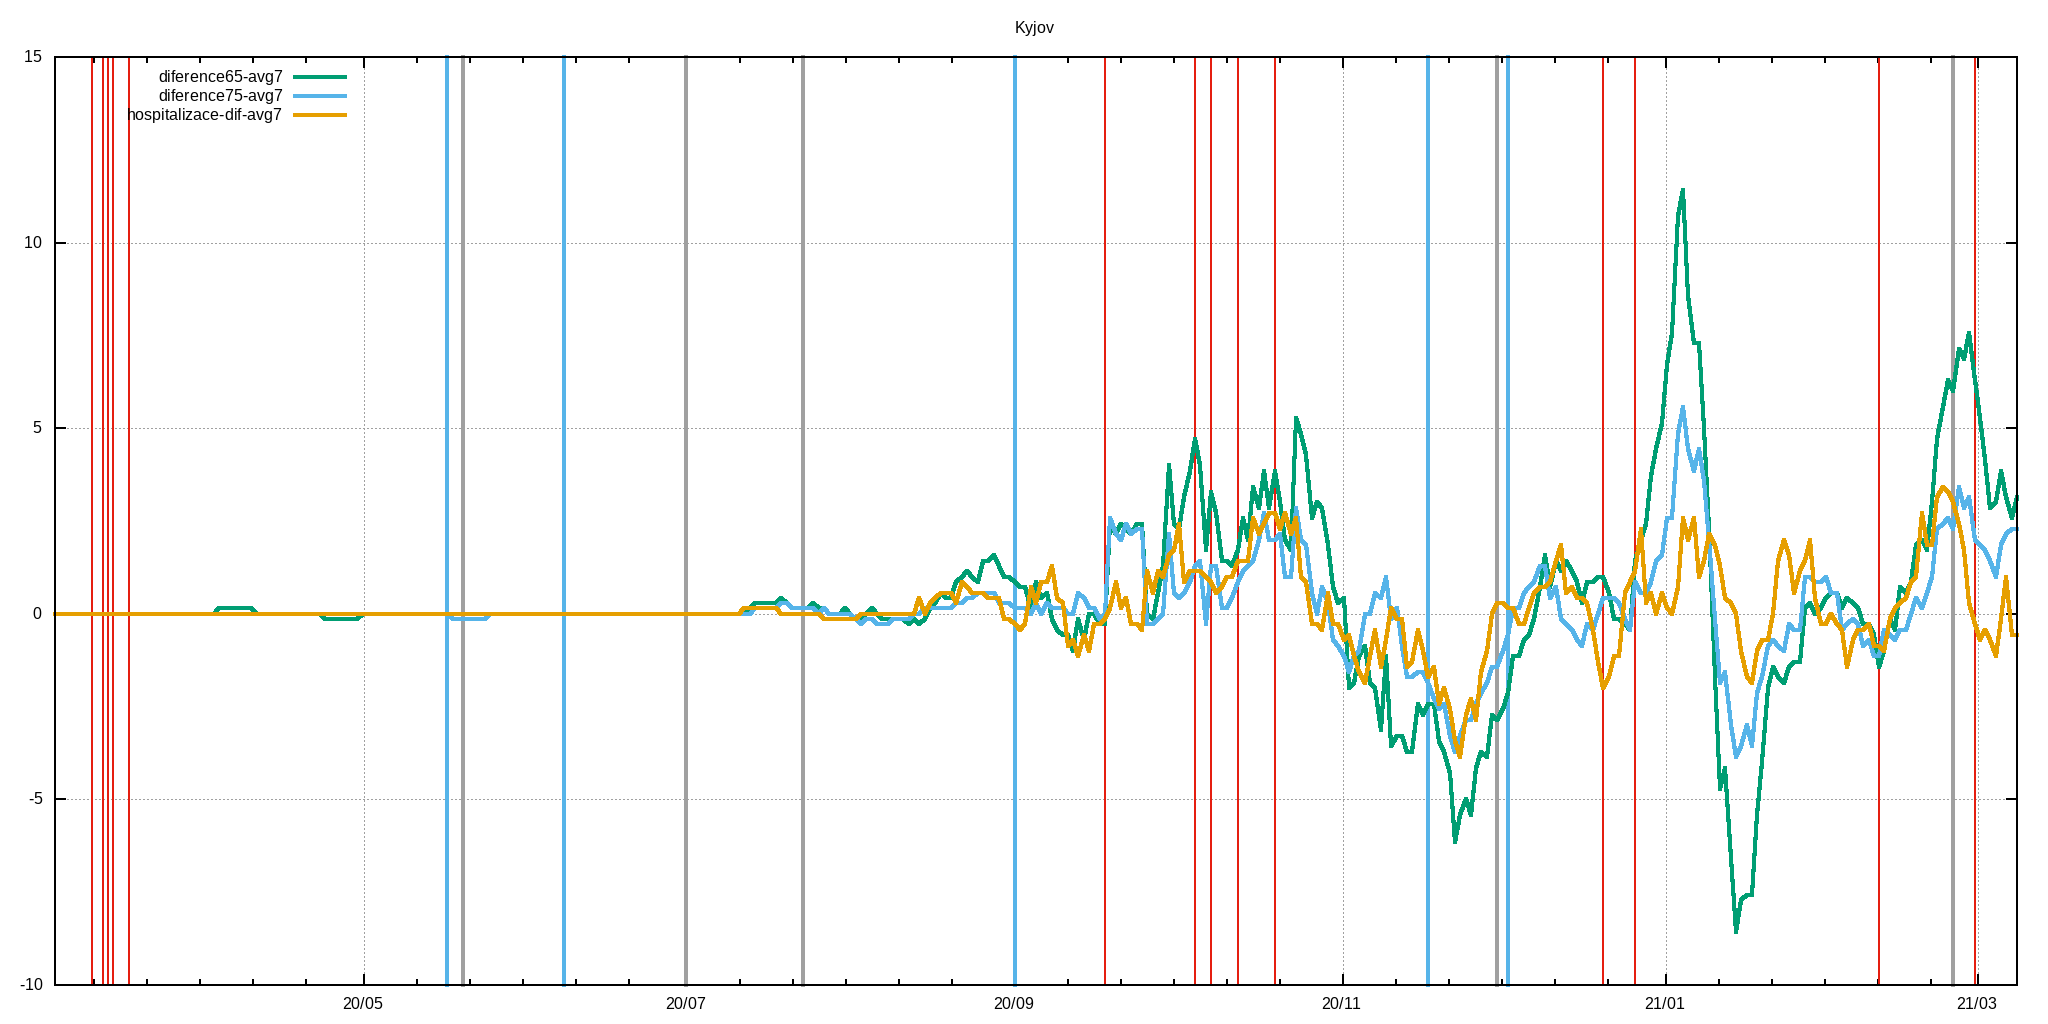 Kyjov
15
diference65-avg7
diference75-avg7
hospitalizace-dif-avg7
10
5
0
-5
-10
20/05 20/07 20/09 20/11 21/01 21/03